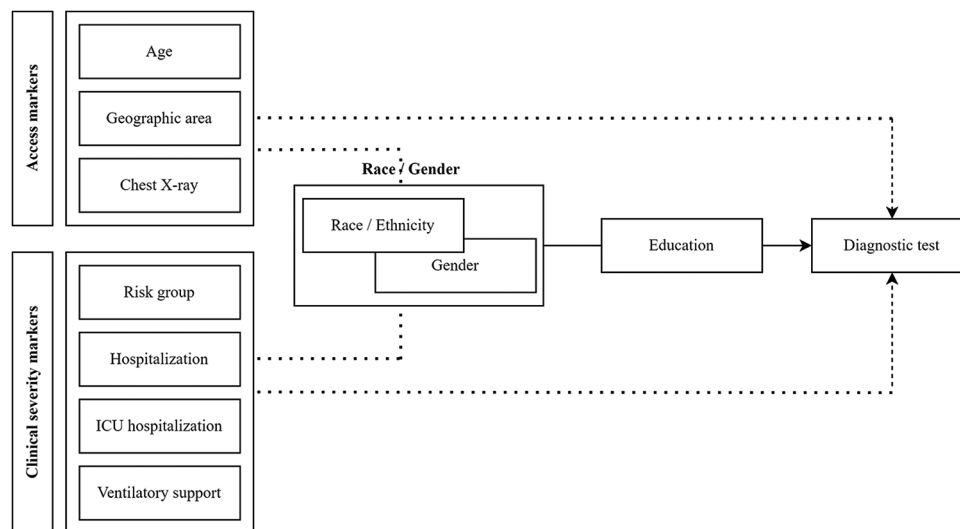 Access markers
Age
Geographic area
Chest X-ray
Race / Gender
Race / Ethnicity
Gender
Education
Diagnostic test
Clinical severity markers
Risk group
Hospitalization
ICU hospitalization
Ventilatory support